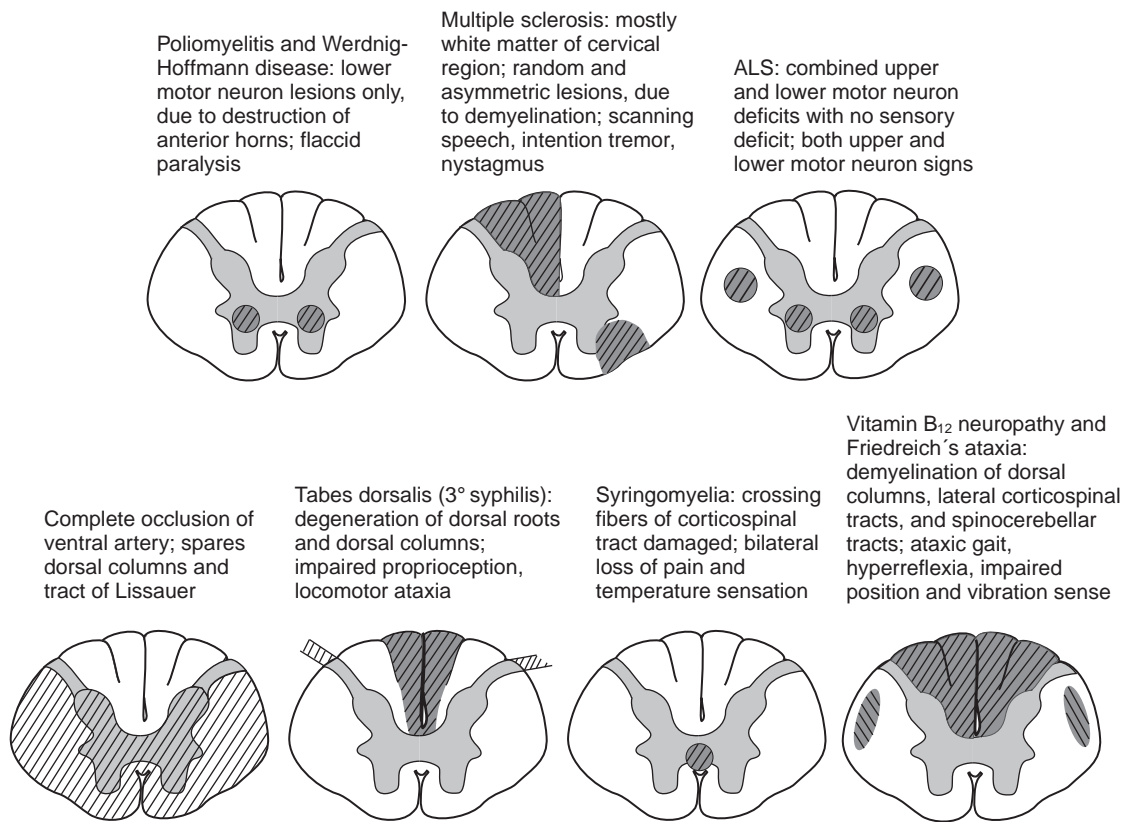 Poliomyelitis and Werdnig-
Hoffmann disease: lower
motor neuron lesions only,
due to destruction of
anterior horns; flaccid
paralysis
Multiple sclerosis: mostly
white matter of cervical
region; random and
asymmetric lesions, due
to demyelination; scanning
speech, intention tremor,
nystagmus
ALS: combined upper
and lower motor neuron
deficits with no sensory
deficit; both upper and
lower motor neuron signs
Complete occlusion of
ventral artery; spares
dorsal columns and
tract of Lissauer
Tabes dorsalis (3° syphilis):
degeneration of dorsal roots
and dorsal columns;
impaired proprioception,
locomotor ataxia
Syringomyelia: crossing
fibers of corticospinal
tract damaged; bilateral
loss of pain and
temperature sensation
Vitamin B₁₂ neuropathy and
Friedreich´s ataxia:
demyelination of dorsal
columns, lateral corticospinal
tracts, and spinocerebellar
tracts; ataxic gait,
hyperreflexia, impaired
position and vibration sense